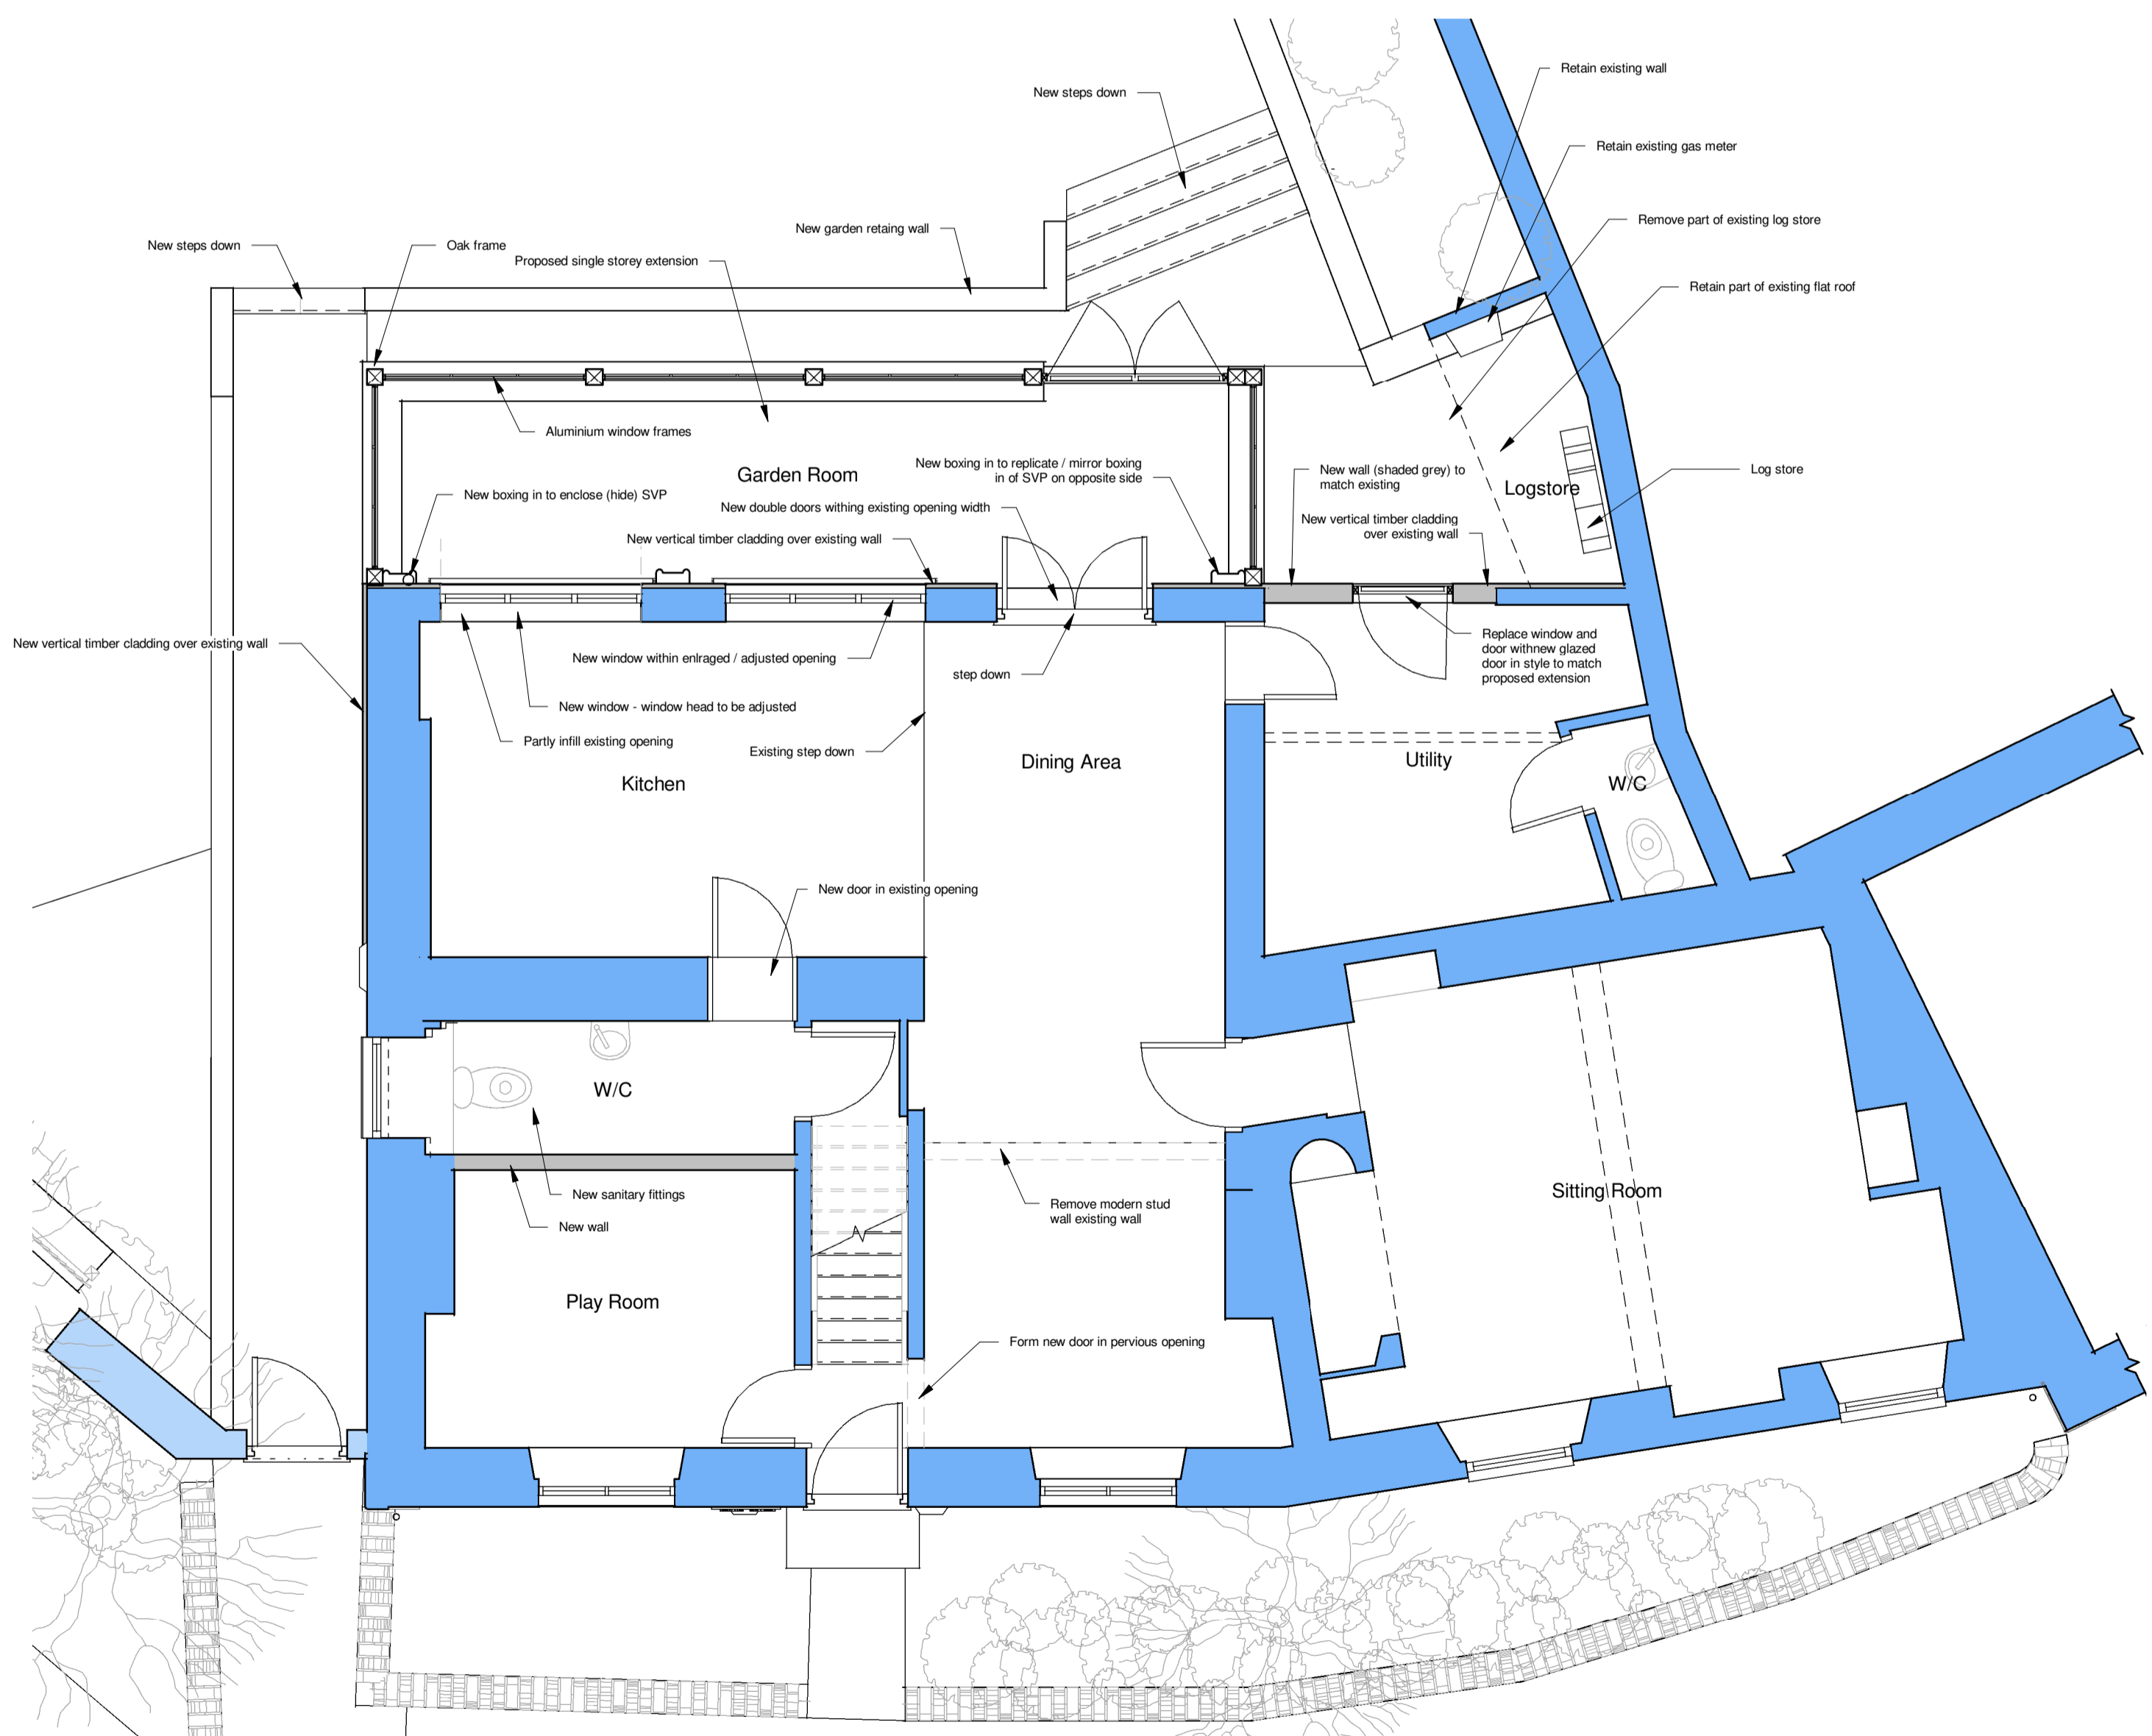 Retain existing wall
New steps down
Retain existing gas meter
Remove part of existing log store
New garden retaing wall
New steps down
Oak frame
Proposed single storey extension
Retain part of existing flat roof
Aluminium window frames
Garden Room
New boxing in to replicate / mirror boxing
in of SVP on opposite side
New wall (shaded grey) to
match existing
Log store
Logstore
New boxing in to enclose (hide) SVP
New double doors withing existing opening width
New vertical timber cladding
over existing wall
New vertical timber cladding over existing wall
New vertical timber cladding over existing wall
New window within enlraged / adjusted opening
step down
Replace window and
door withnew glazed
door in style to match
proposed extension
New window - window head to be adjusted
Partly infill existing opening
Existing step down
Dining Area
Utility
Kitchen
W/C
New door in existing opening
W/C
New sanitary fittings
New wall
Remove modern stud
wall existing wall
Sitting Room
Play Room
Form new door in pervious opening